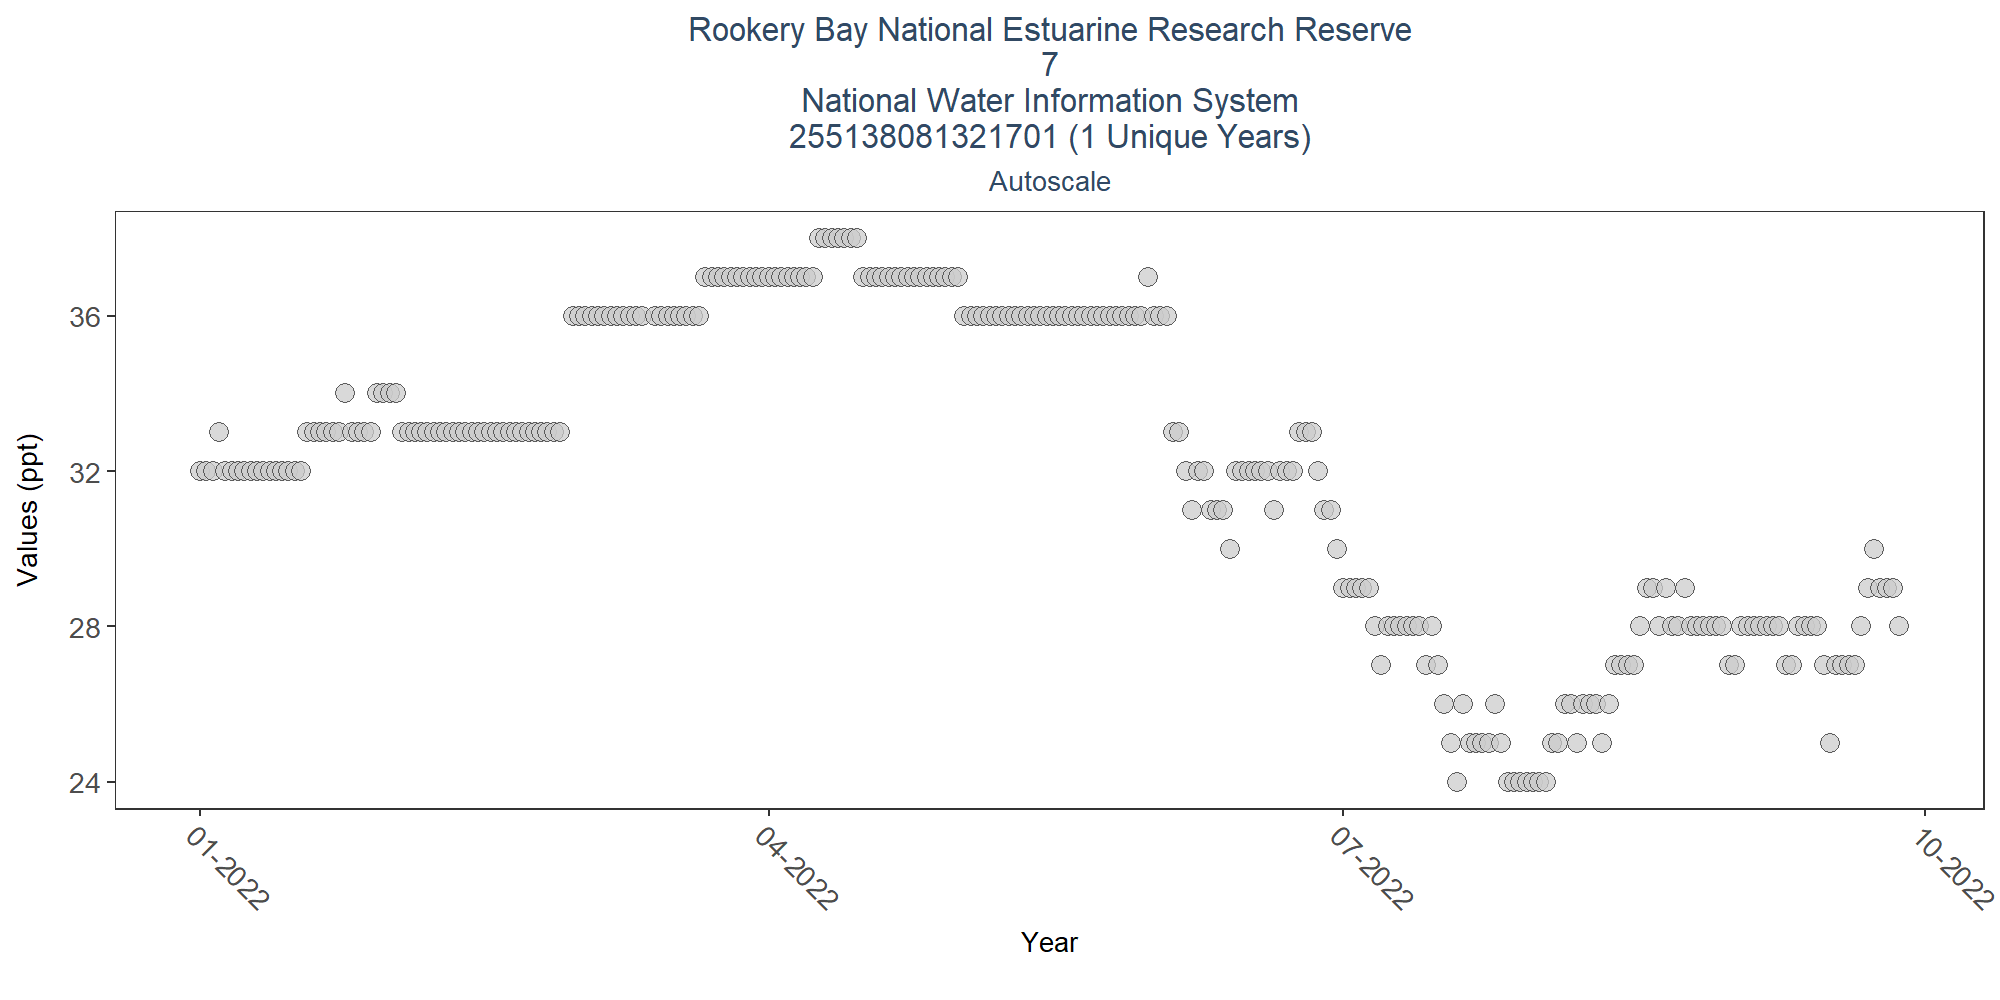 Rookery Bay National Estuarine Research Reserve
7
National Water Information System
255138081321701 (1 Unique Years)
Autoscale
Values (ppt)
36
32
28
24
01-2022
04-2022
07-2022
10-2022
Year